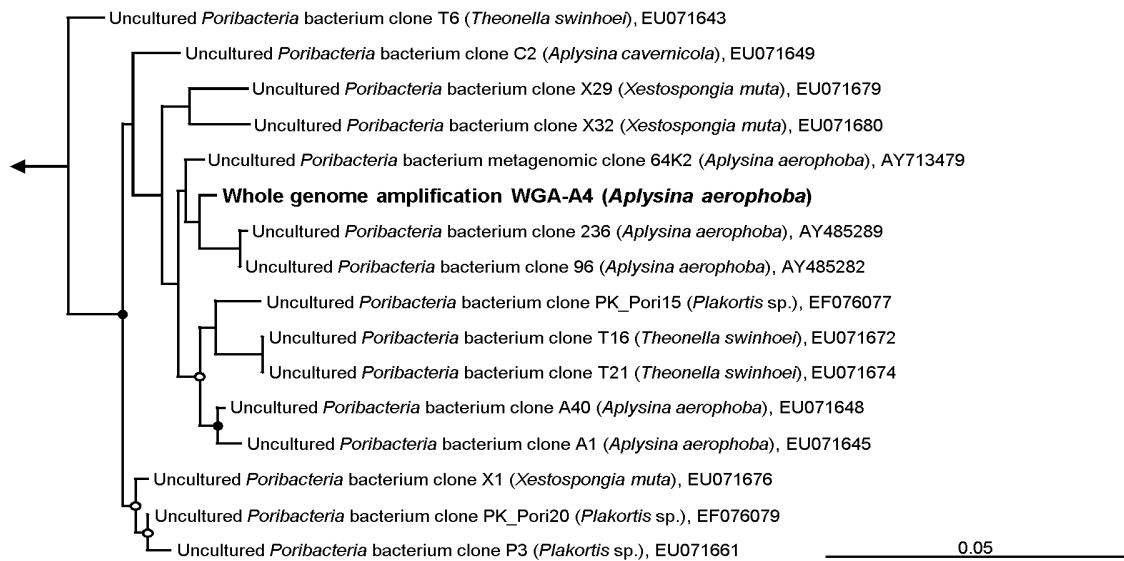 Uncultured Poribacteria bacterium clone T6 (Theonella swinhoei), EU071643
Uncultured Poribacteria bacterium clone C2 (Aplysina cavernicola), EU071649
Uncultured Poribacteria bacterium clone X29 (Xestospongia muta), EU071679
Uncultured Poribacteria bacterium clone X32 (Xestospongia muta), EU071680
Uncultured Poribacteria bacterium metagenomic clone 64K2 (Aplysina aerophoba), AY713479
Whole genome amplification WGA-A4 (Aplysina aerophoba)
Uncultured Poribacteria bacterium clone 236 (Aplysina aerophoba), AY485289
Uncultured Poribacteria bacterium clone 96 (Aplysina aerophoba), AY485282
Uncultured Poribacteria bacterium clone PK_Pori15 (Plakortis sp.), EF076077
Uncultured Poribacteria bacterium clone T16 (Theonella swinhoei), EU071672
Uncultured Poribacteria bacterium clone T21 (Theonella swinhoei), EU071674
Uncultured Poribacteria bacterium clone A40 (Aplysina aerophoba), EU071648
Uncultured Poribacteria bacterium clone A1 (Aplysina aerophoba), EU071645
Uncultured Poribacteria bacterium clone X1 (Xestospongia muta), EU071676
Uncultured Poribacteria bacterium clone PK_Pori20 (Plakortis sp.), EF076079
Uncultured Poribacteria bacterium clone P3 (Plakortis sp.), EU071661
0.05